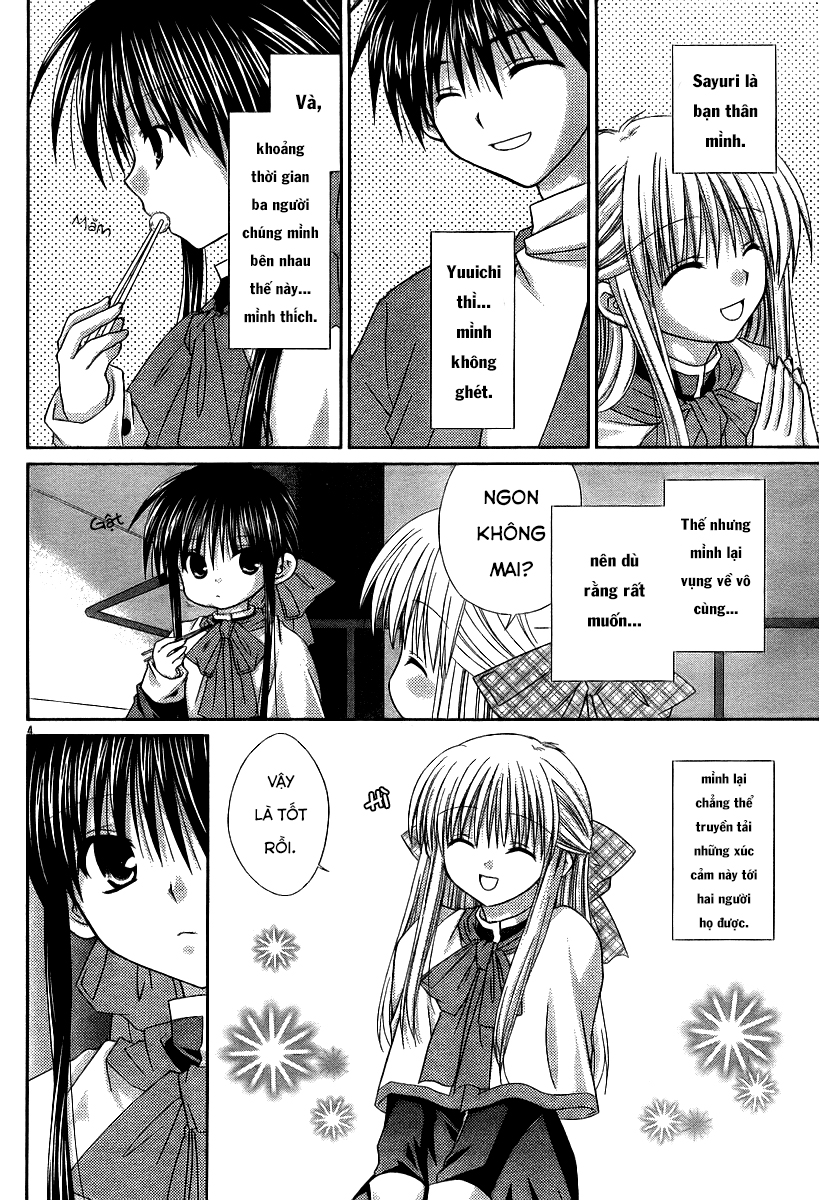 Sayuri là
bạn thân
mình.
Yuuichi
thì...
mình
không
ghét.
Và,
khoảng
thời gian
ba người
chúng mình
bên nhau
thế này...
mình thích.
Măm
Thế nhưng
mình lại
vụng về vô
cùng...
nên dù
rằng rất
muốn...
NGON
KHÔNG
MAI?
Gật
4
mình lại
chẳng thể
truyền tải
những xúc
cảm này tới
hai người
họ được.
Hì
VẬY
LÀ TỐT
RỒI.